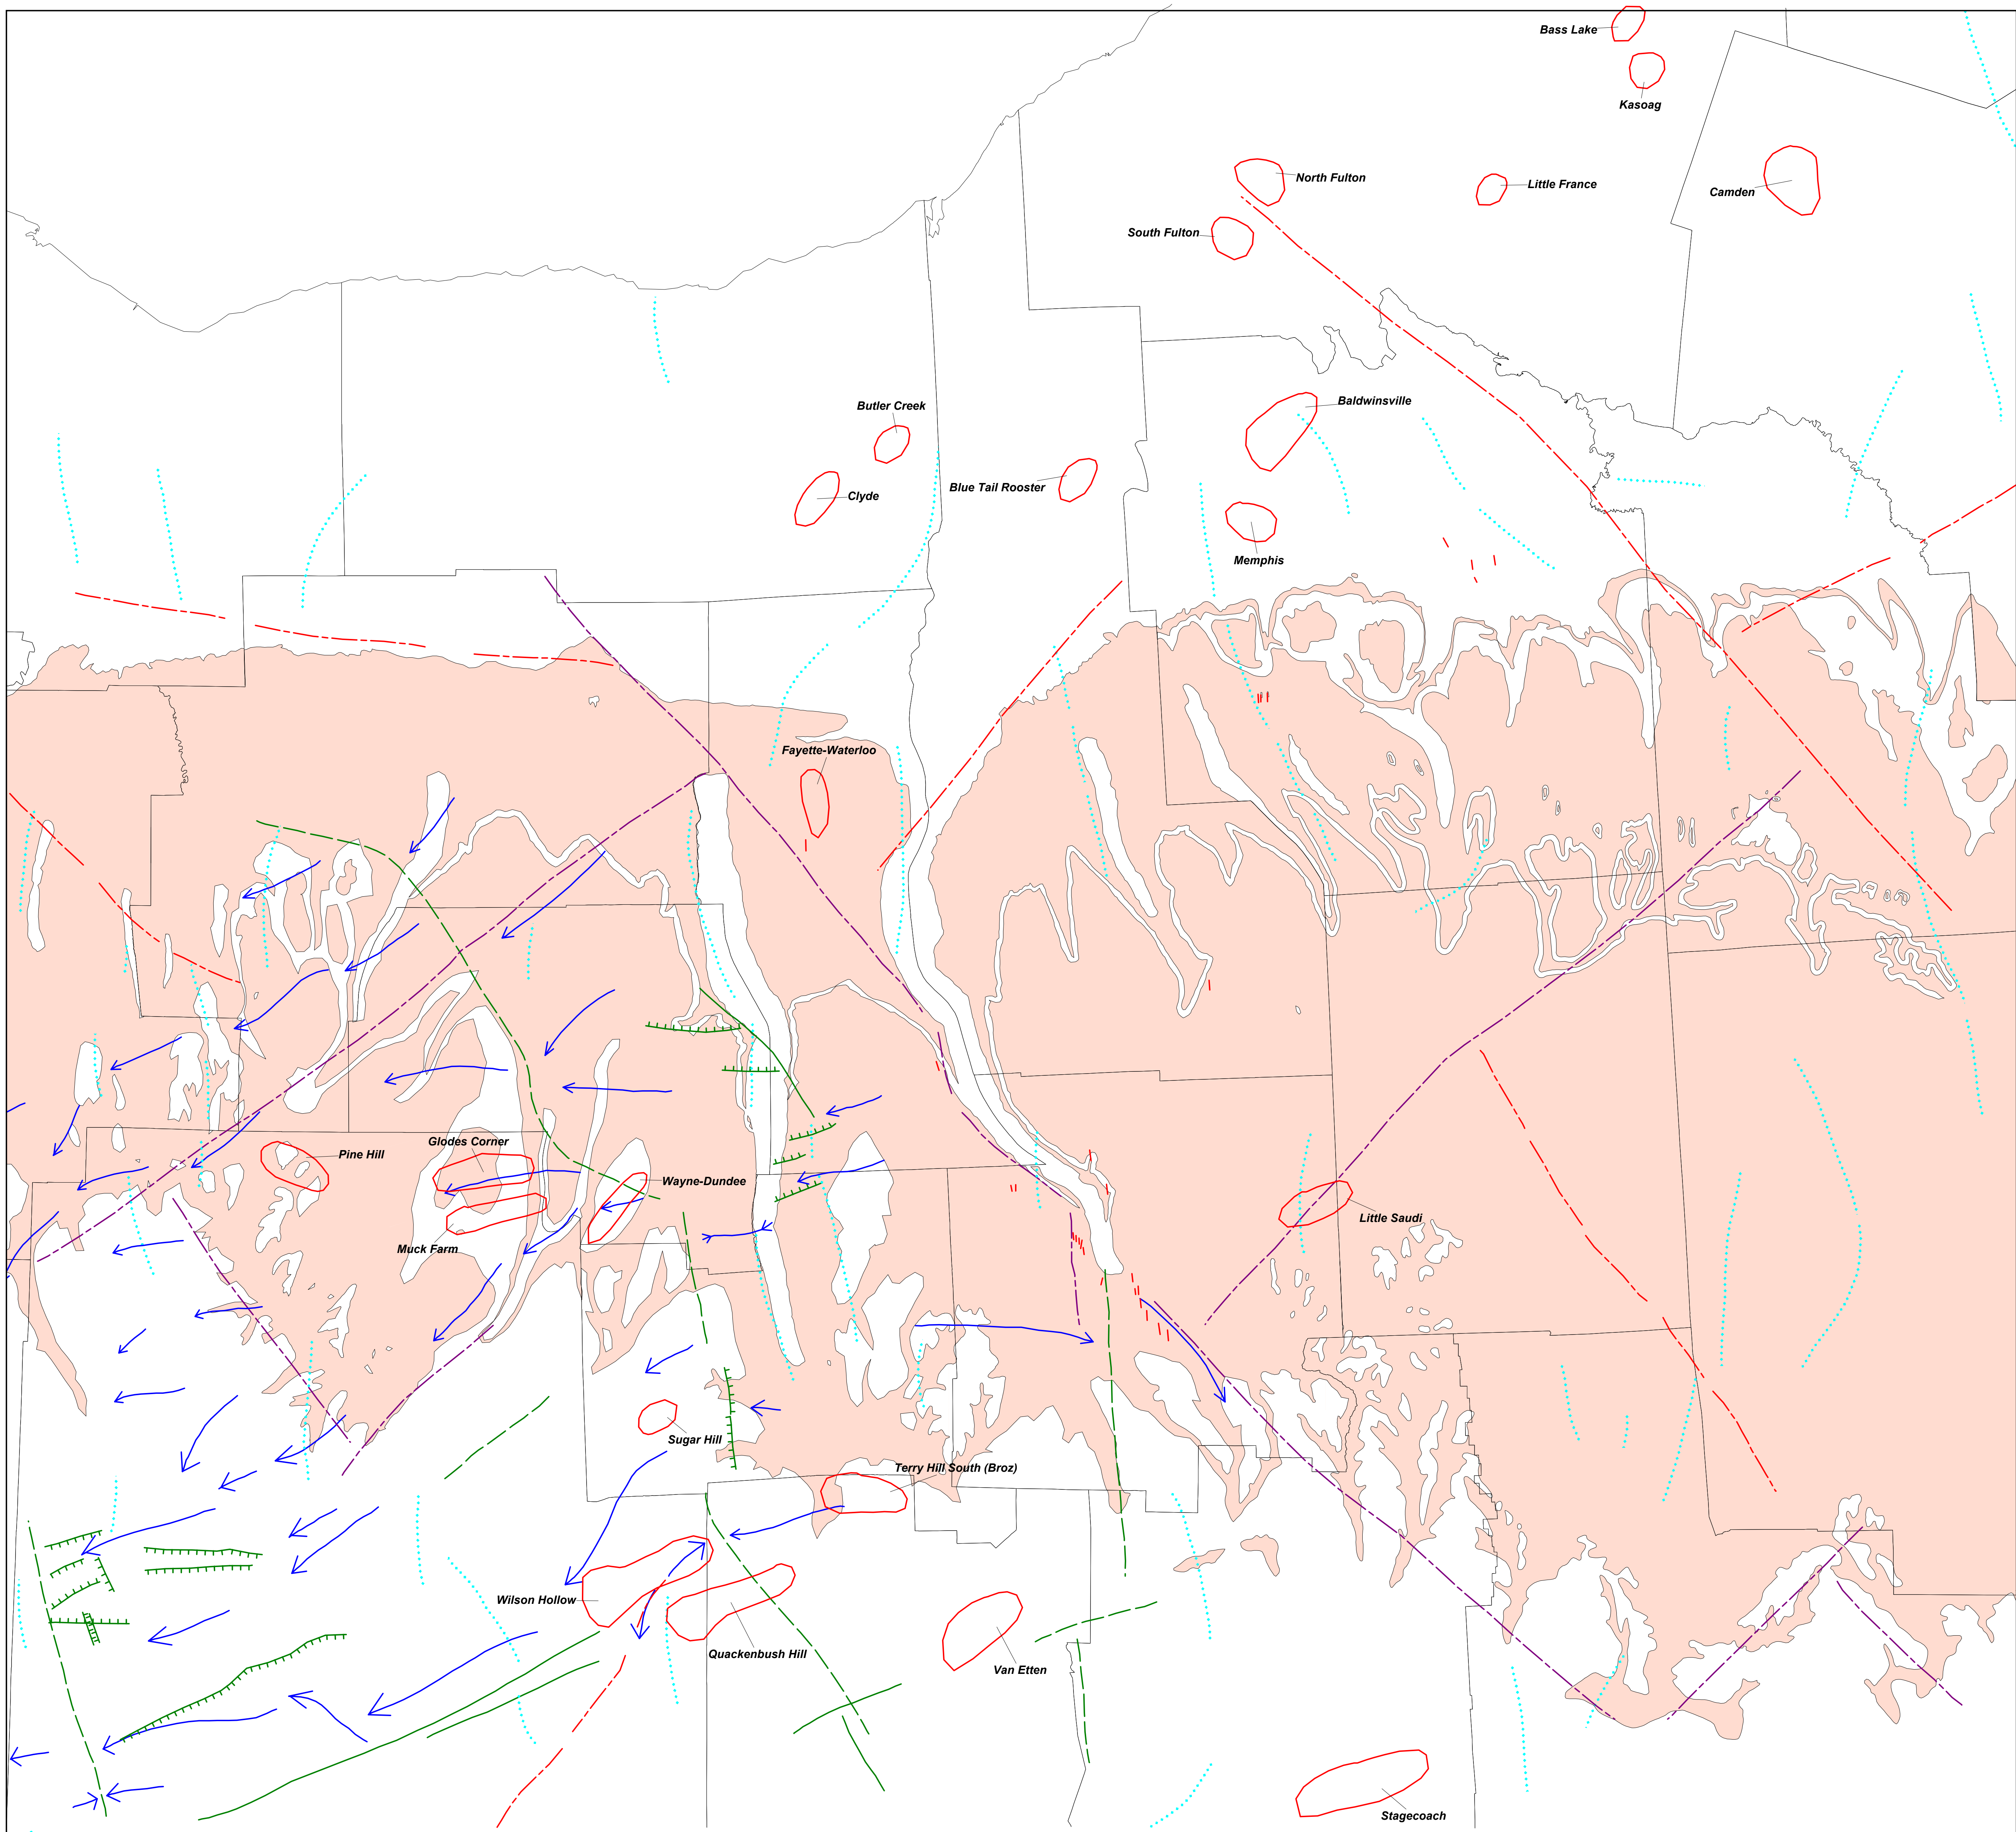 Bass Lake
Kasoag
North Fulton
Little France
Camden
South Fulton
Butler Creek
Baldwinsville
Clyde
Blue Tail Rooster
Memphis
Fayette-Waterloo
Glodes Corner
Pine Hill
Wayne-Dundee
Muck Farm
Little Saudi
Sugar Hill
Terry Hill South (Broz)
Wilson Hollow
Quackenbush Hill
Van Etten
Stagecoach